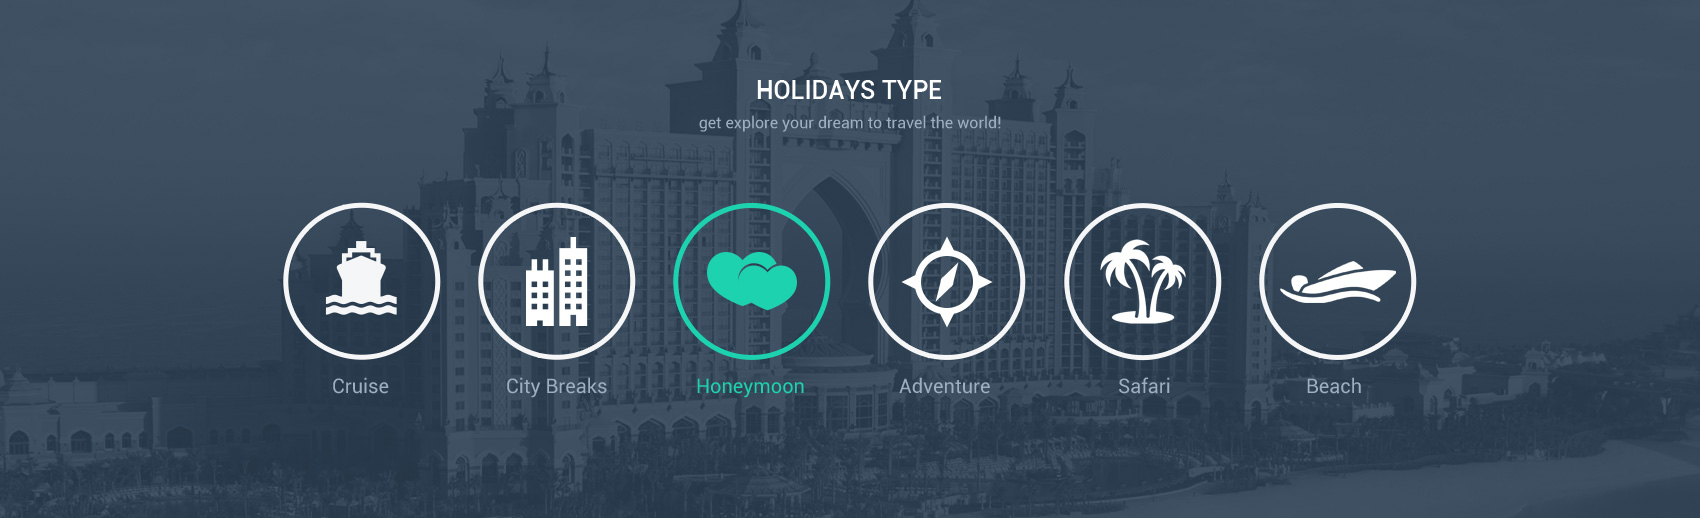 HOLIDAYS TYPE
get explore your dream to travel the world!
Cruise
City Breaks
Honeymoon
Adventure
Safari
Beach